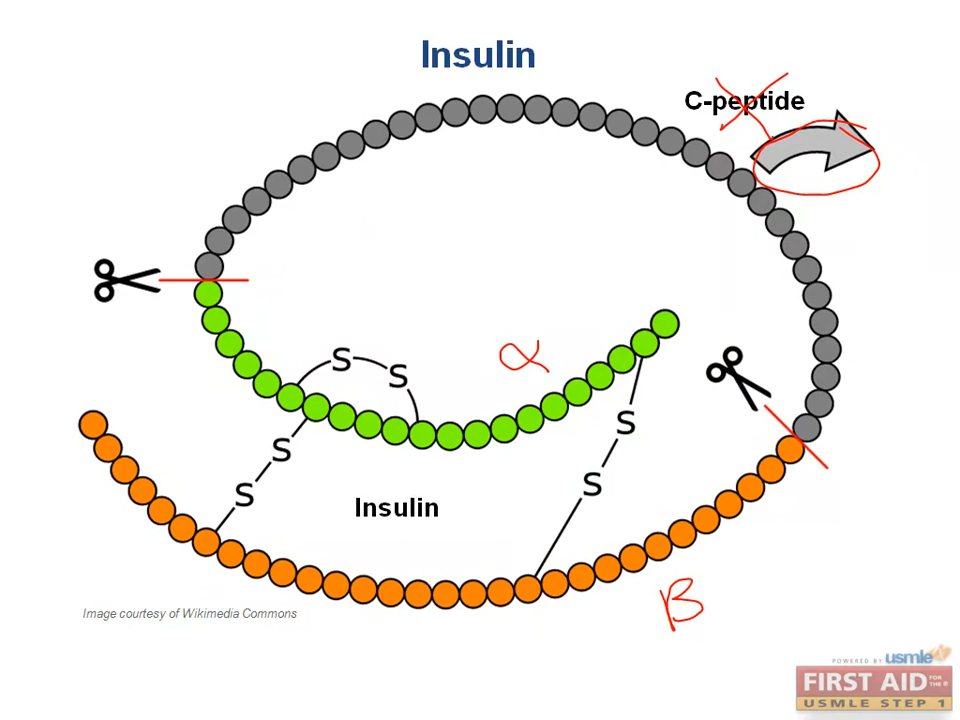 Insulin
C-peptide
α
S
S
S
S
S
S
Insulin
β
Image courtesy of Wikimedia Commons
POWERED BY usmle
FIRST AID FOR THE ®
USMLE STEP 1